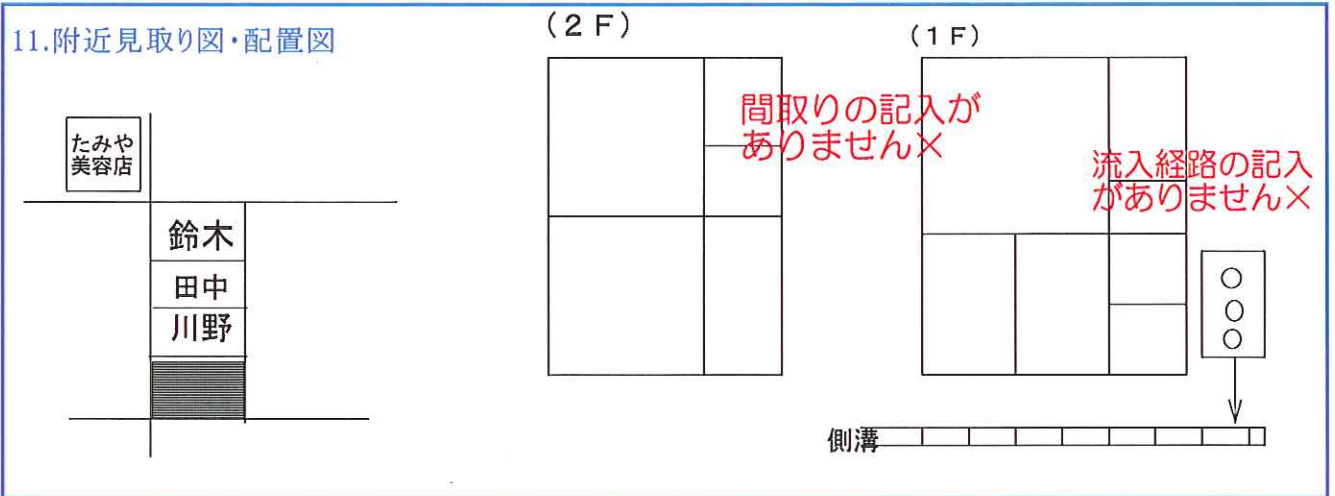 11.附近見取り図・配置図
たみや
美容店
鈴木
田中
川野
(2F)
間取りの記入が
ありません×
(1F)
流入経路の記入
がありません×
側溝